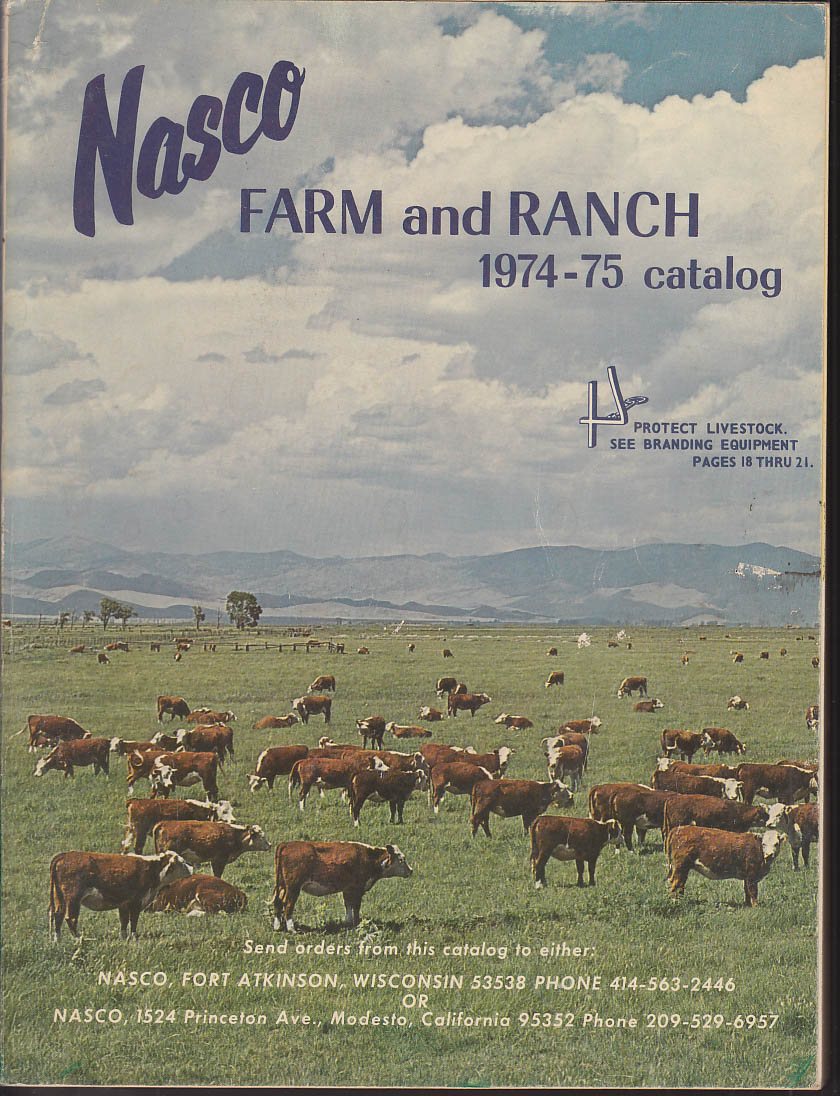 Nasco
FARM and RANCH
1974-75 catalog
PROTECT LIVESTOCK.
SEE BRANDING EQUIPMENT
PAGES 18 THRU 21.
Send orders from this catalog to either:
NASCO, FORT ATKINSON, WISCONSIN 53538 PHONE 414-563-2446
OR
NASCO, 1524 Princeton Ave., Modesto, California 95352 Phone 209-529-6957